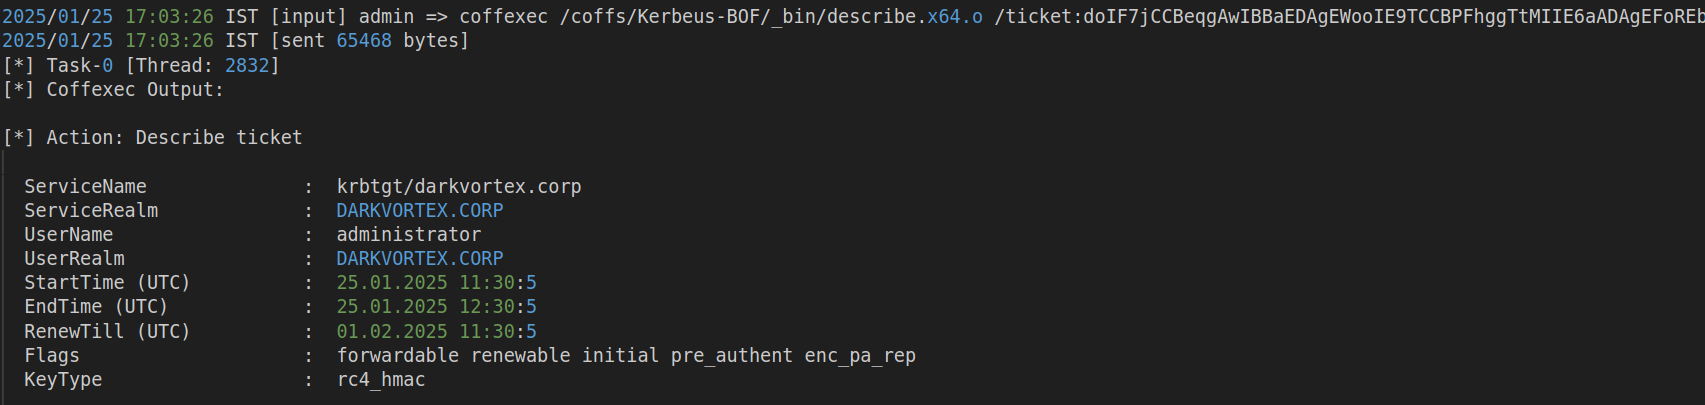 2025/01/25 17:03:26 IST [input] admin => coffexec /coffs/Kerbeus-BOF/_bin/describe.x64.o /ticket:doIF7jCCBeqgAwIBBaEDAgEWooIE9TCCBPFhggTtMIIE6aADAgEFoREb
2025/01/25 17:03:26 IST [sent 65468 bytes]
[*] Task-0 [Thread: 2832]
[*] Coffexec Output:
[*] Action: Describe ticket
ServiceName : krbtgt/darkvortex.corp
ServiceRealm : DARKVORTEX.CORP
UserName : administrator
UserRealm : DARKVORTEX.CORP
StartTime (UTC) : 25.01.2025 11:30:5
EndTime (UTC) : 25.01.2025 12:30:5
RenewTill (UTC) : 01.02.2025 11:30:5
Flags : forwardable renewable initial pre_authent enc_pa_rep
KeyType : rc4_hmac